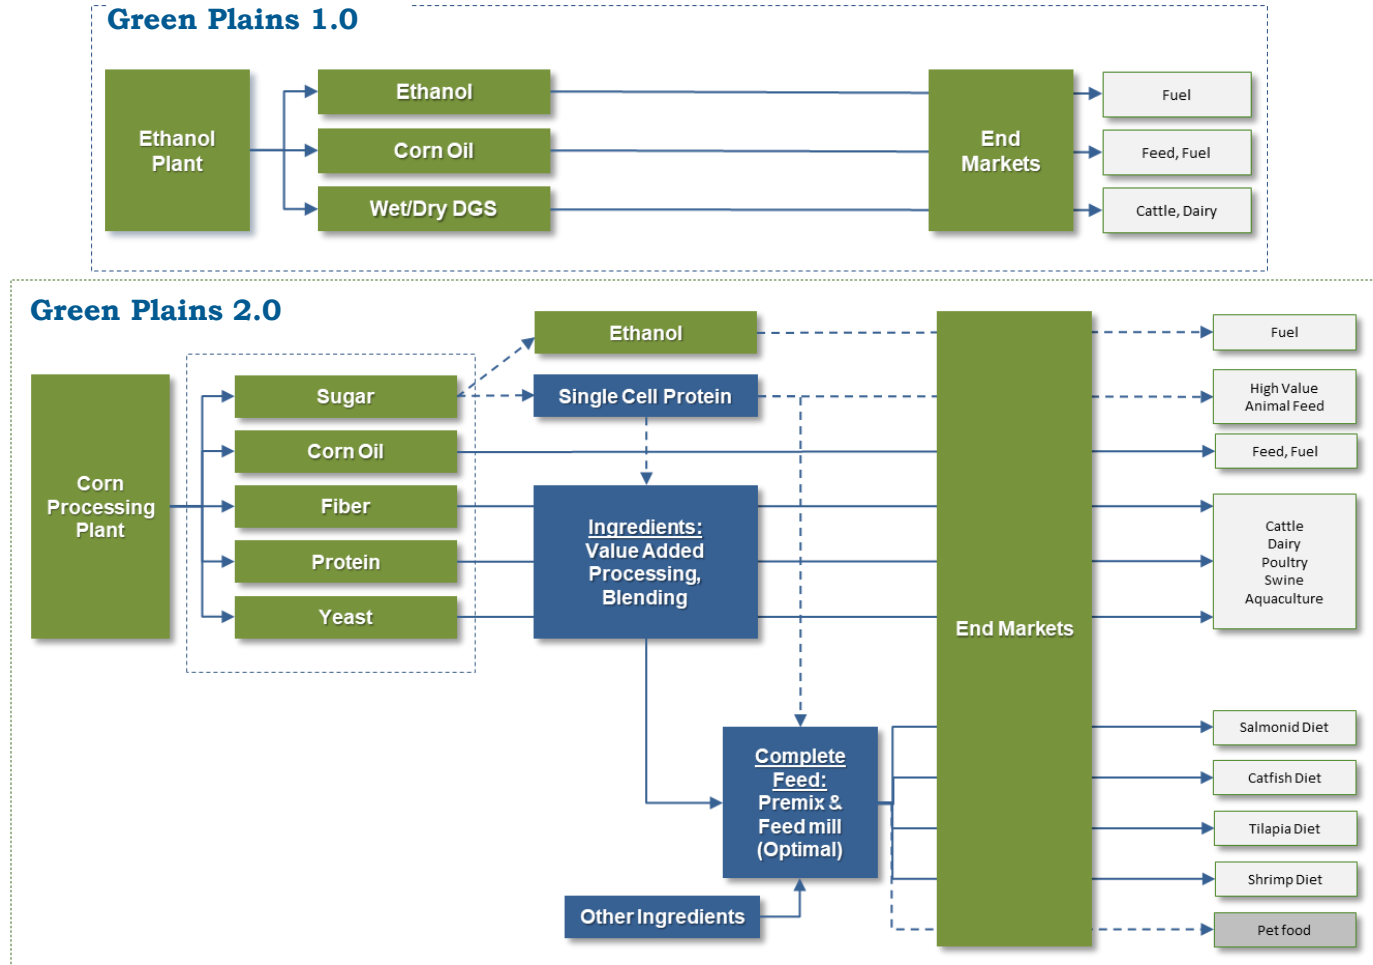 Green Plains 1.0
Ethanol
Plant
Ethanol
Corn Oil
Wet/Dry DGS
End
Markets
Fuel
Feed, Fuel
Cattle, Dairy
Green Plains 2.0
Corn
Processing
Plant
Sugar
Corn Oil
Fiber
Protein
Yeast
Ethanol
Single Cell Protein
Ingredients:
Value Added
Processing,
Blending
Complete
Feed:
Premix &
Feed mill
(Optimal)
Other Ingredients
End Markets
Fuel
High Value
Animal Feed
Feed, Fuel
Cattle
Dairy
Poultry
Swine
Aquaculture
Salmonid Diet
Catfish Diet
Tilapia Diet
Shrimp Diet
Pet food